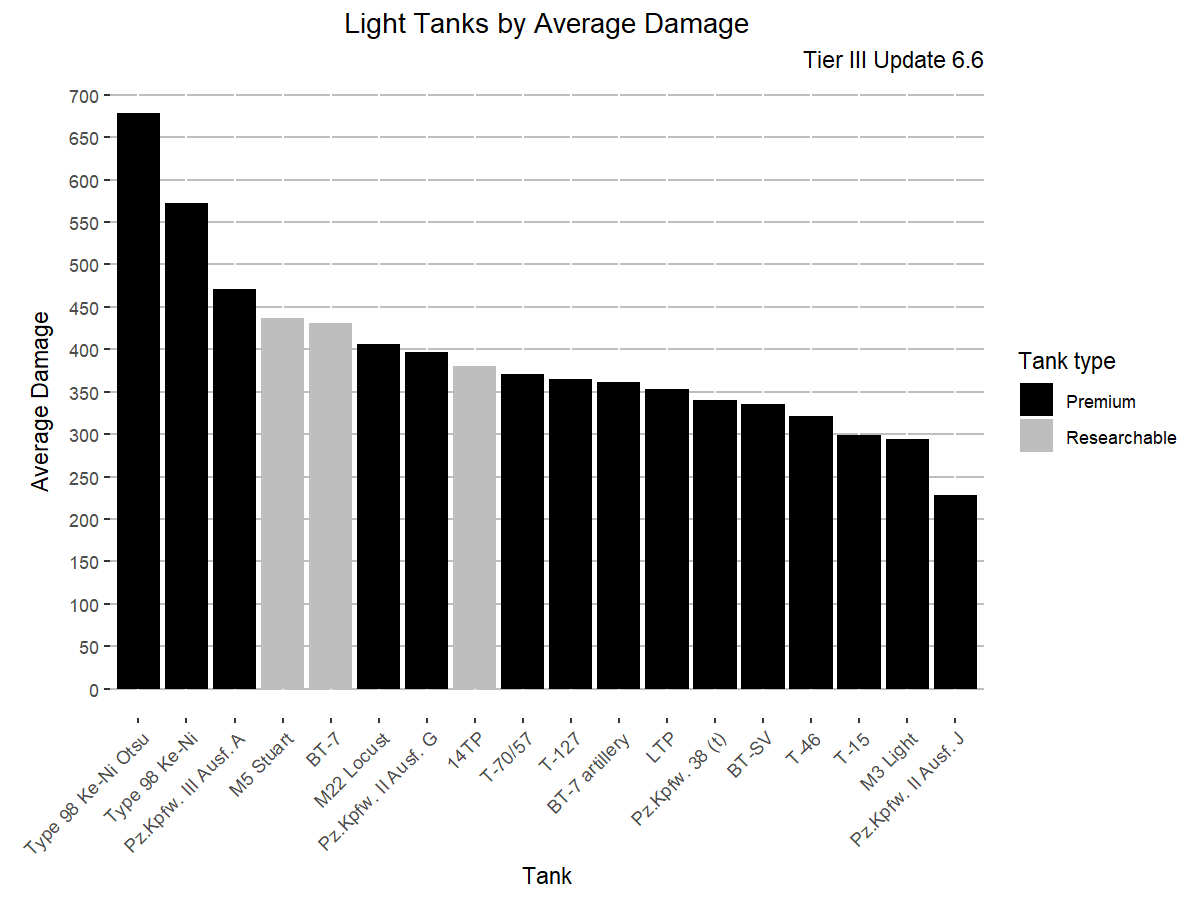 Light Tanks by Average Damage
Tier III Update 6.6
Average Damage
700
650
600
550
500
450
400
350
300
250
200
150
100
50
0
Type 98 Ke-Ni Otsu
Type 98 Ke-Ni
Pz.Kpfw. III Ausf. A
M5 Stuart
BT-7
M22 Locust
Pz.Kpfw. II Ausf. G
14TP
T-70/57
T-127
BT-7 artillery
LTP
Pz.Kpfw. 38 (t)
BT-SV
T-46
T-15
M3 Light
Pz.Kpfw. II Ausf. J
Tank
Tank type
Premium
Researchable